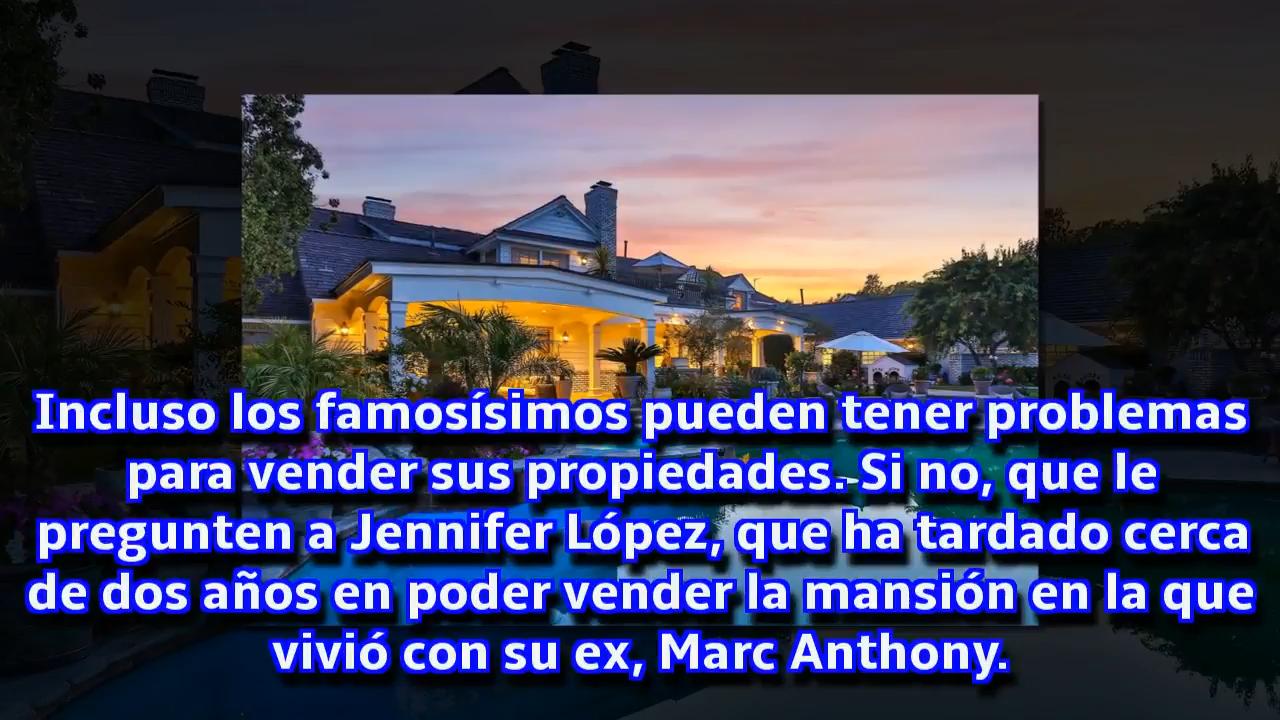 Incluso los famosísimos pueden tener problemas
para vender sus propiedades. Si no, que le
pregunten a Jennifer López, que ha tardado cerca
de dos años en poder vender la mansión en la que
vivió con su ex, Marc Anthony.